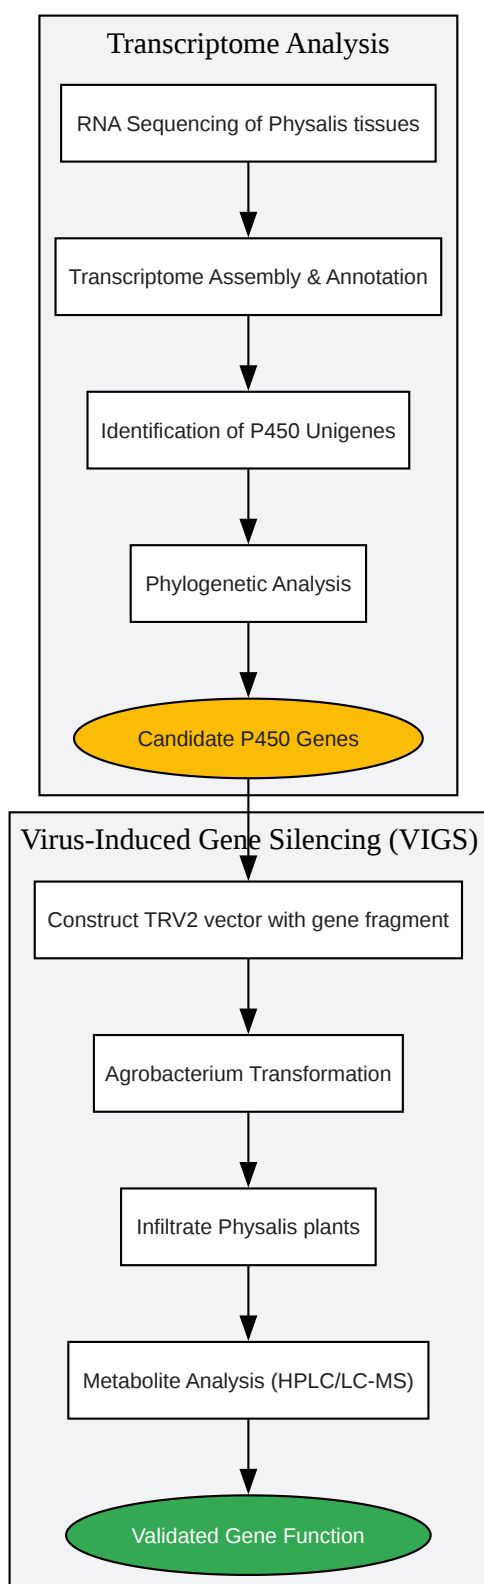 Transcriptome Analysis
RNA Sequencing of Physalis tissues
Transcriptome Assembly & Annotation
Identification of P450 Unigenes
Phylogenetic Analysis
Candidate P450 Genes
Virus-Induced Gene Silencing (VIGS)
Construct TRV2 vector with gene fragment
Agrobacterium Transformation
Infiltrate Physalis plants
Metabolite Analysis (HPLC/LC-MS)
Validated Gene Function